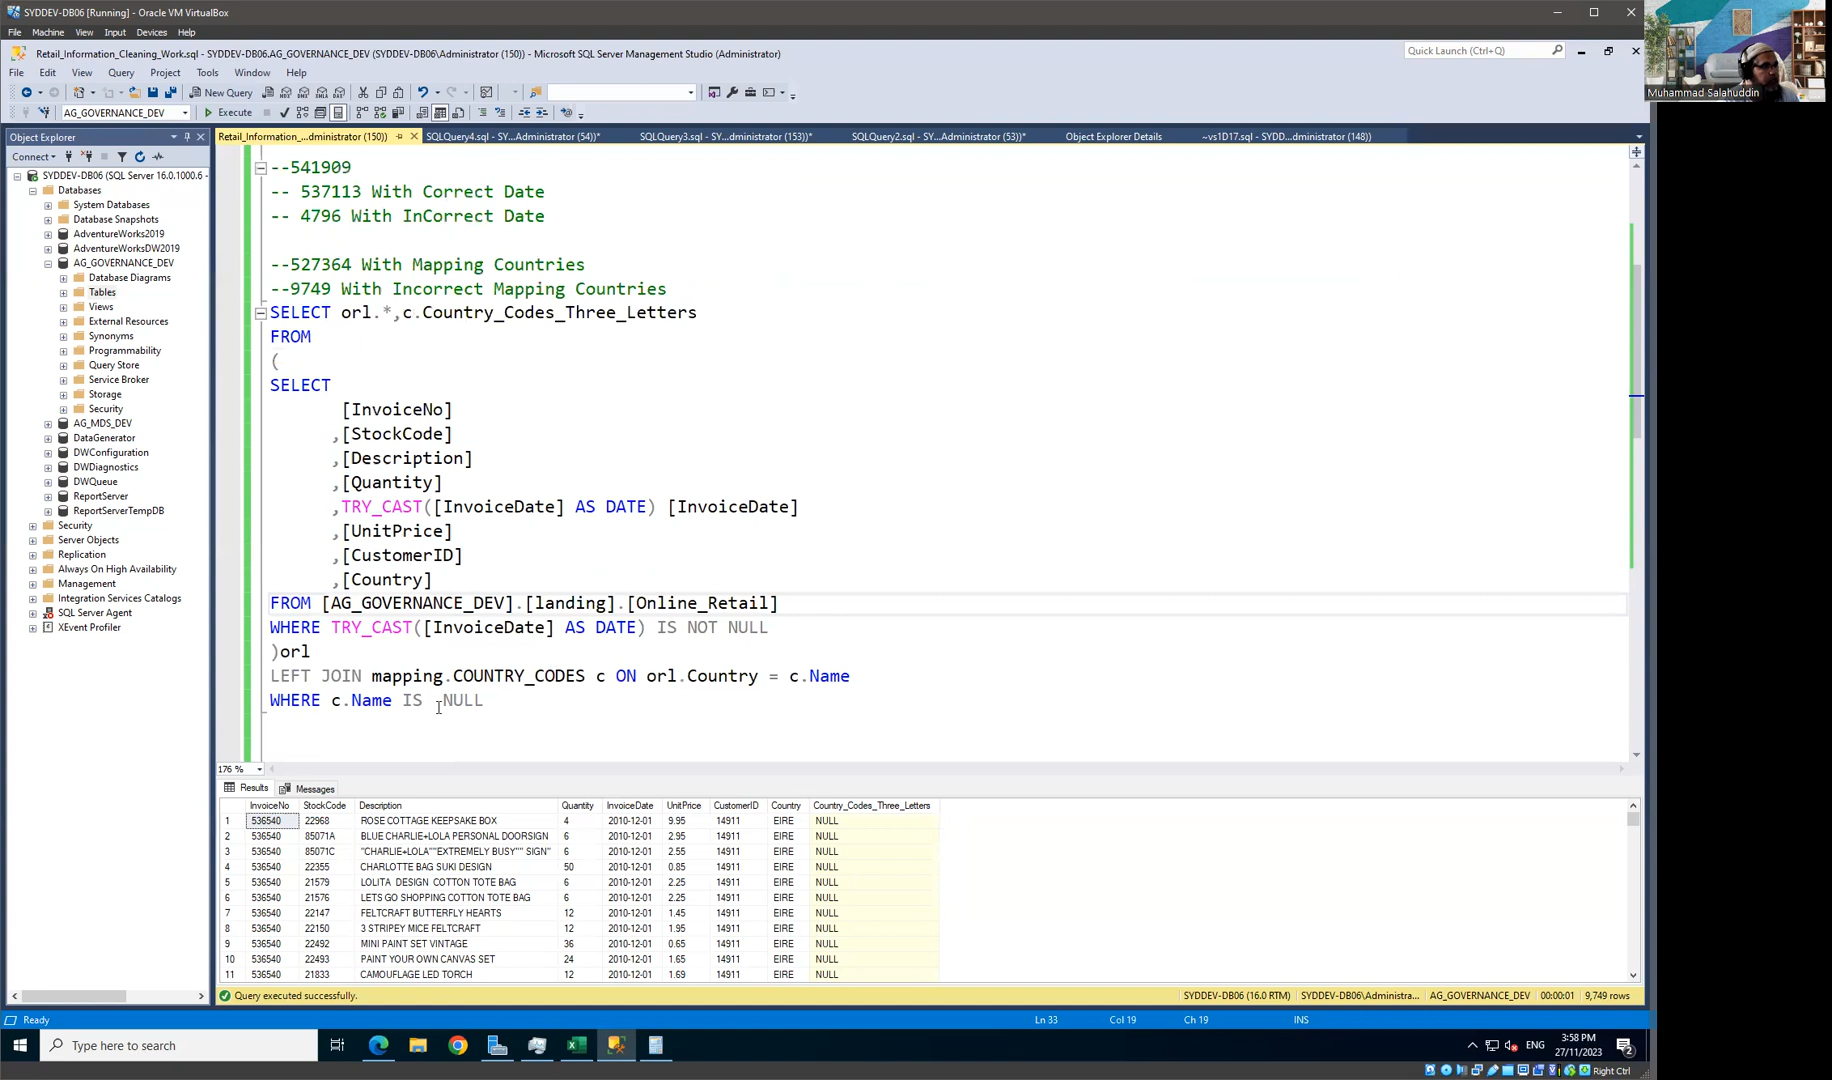 SYDDEV-DB06 [Running] - Oracle VM VirtualBox
File Machine View Input Devices Help
Retail_Information_Cleaning_Work.sql - SYDDEV-DB06.AG_GOVERNANCE_DEV (SYDDEV-DB06\Administrator (150)) - Microsoft SQL Server Management Studio (Administrator)
Quick Launch (Ctrl+Q)
Muhammad Salahuddin
File Edit View Query Project Tools Window Help
New Query
AG_GOVERNANCE_DEV
Execute
Object Explorer
Retail_Information_...dministrator (150))
SQLQuery4.sql - SY...Administrator (54))*
SQLQuery3.sql - SY...dministrator (153))*
SQLQuery2.sql - SY...Administrator (53))*
Object Explorer Details
~vs1D17.sql - SYDD...dministrator (148))
Connect
SYDDEV-DB06 (SQL Server 16.0.1000.6 -
Databases
System Databases
Database Snapshots
AdventureWorks2019
AdventureWorksDW2019
AG_GOVERNANCE_DEV
Database Diagrams
Tables
Views
External Resources
Synonyms
Programmability
Query Store
Service Broker
Storage
Security
AG_MDS_DEV
DataGenerator
DWConfiguration
DWDiagnostics
DWQueue
ReportServer
ReportServerTempDB
Security
Server Objects
Replication
Always On High Availability
Management
Integration Services Catalogs
SQL Server Agent
XEvent Profiler
--541909
-- 537113 With Correct Date
-- 4796 With InCorrect Date
--527364 With Mapping Countries
--9749 With Incorrect Mapping Countries
SELECT orl.*,c.Country_Codes_Three_Letters
FROM
(
SELECT
[InvoiceNo]
,[StockCode]
,[Description]
,[Quantity]
,TRY_CAST([InvoiceDate] AS DATE) [InvoiceDate]
,[UnitPrice]
,[CustomerID]
,[Country]
FROM [AG_GOVERNANCE_DEV].[landing].[Online_Retail]
WHERE TRY_CAST([InvoiceDate] AS DATE) IS NOT NULL
)orl
LEFT JOIN mapping.COUNTRY_CODES c ON orl.Country = c.Name
WHERE c.Name IS NULL
176 %
Results Messages
InvoiceNo StockCode Description Quantity InvoiceDate UnitPrice CustomerID Country Country_Codes_Three_Letters
1 536540 22968 ROSE COTTAGE KEEPSAKE BOX 4 2010-12-01 9.95 14911 EIRE NULL
2 536540 85071A BLUE CHARLIE+LOLA PERSONAL DOORSIGN 6 2010-12-01 2.95 14911 EIRE NULL
3 536540 85071C "CHARLIE+LOLA""EXTREMELY BUSY"" SIGN" 6 2010-12-01 2.55 14911 EIRE NULL
4 536540 22355 CHARLOTTE BAG SUKI DESIGN 50 2010-12-01 0.85 14911 EIRE NULL
5 536540 21579 LOLITA DESIGN COTTON TOTE BAG 6 2010-12-01 2.25 14911 EIRE NULL
6 536540 21576 LETS GO SHOPPING COTTON TOTE BAG 6 2010-12-01 2.25 14911 EIRE NULL
7 536540 22147 FELTCRAFT BUTTERFLY HEARTS 12 2010-12-01 1.45 14911 EIRE NULL
8 536540 22150 3 STRIPEY MICE FELTCRAFT 12 2010-12-01 1.95 14911 EIRE NULL
9 536540 22492 MINI PAINT SET VINTAGE 36 2010-12-01 0.65 14911 EIRE NULL
10 536540 22493 PAINT YOUR OWN CANVAS SET 24 2010-12-01 1.65 14911 EIRE NULL
11 536540 21833 CAMOUFLAGE LED TORCH 12 2010-12-01 1.69 14911 EIRE NULL
Query executed successfully.
SYDDEV-DB06 (16.0 RTM) SYDDEV-DB06\Administra... AG_GOVERNANCE_DEV 00:00:01 9,749 rows
Ready
Ln 33 Col 19 Ch 19 INS
Type here to search
ENG
3:58 PM
27/11/2023
2
Right Ctrl